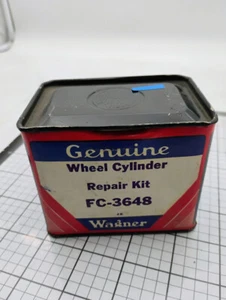 Genuine
Wheel Cylinder
Repair Kit
FC-3648
Wagner